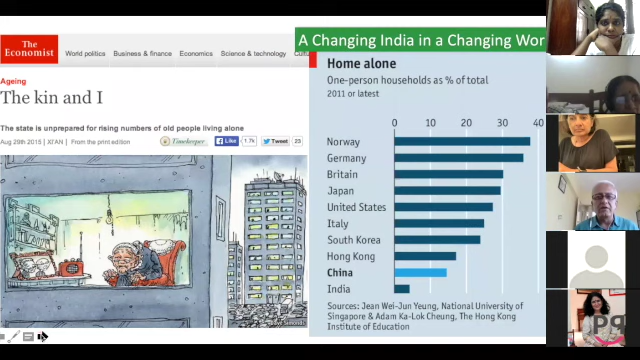 The
Economist
World politics
Business & finance
Economics
Science & technology
A Changing India in a Changing Wor
Ageing
The kin and I
The state is unprepared for rising numbers of old people living alone
Aug 29th 2015 | XI'AN | From the print edition
Timekeeper
Like
1.7k
Tweet
23
Home alone
One-person households as % of total
2011 or latest
0 10 20 30 40
Norway
Germany
Britain
Japan
United States
Italy
South Korea
Hong Kong
China
India
Sources: Jean Wei-Jun Yeung, National University of
Singapore & Adam Ka-Lok Cheung, The Hong Kong
Institute of Education